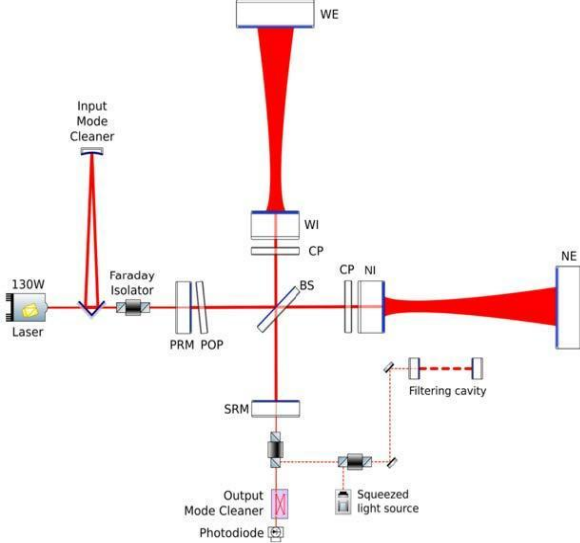 WE
Input
Mode
Cleaner
WI
CP
130W
Laser
Faraday
Isolator
PRM
POP
BS
CP
NI
NE
SRM
Filtering cavity
Output
Mode Cleaner
Squeezed
light source
Photodiode